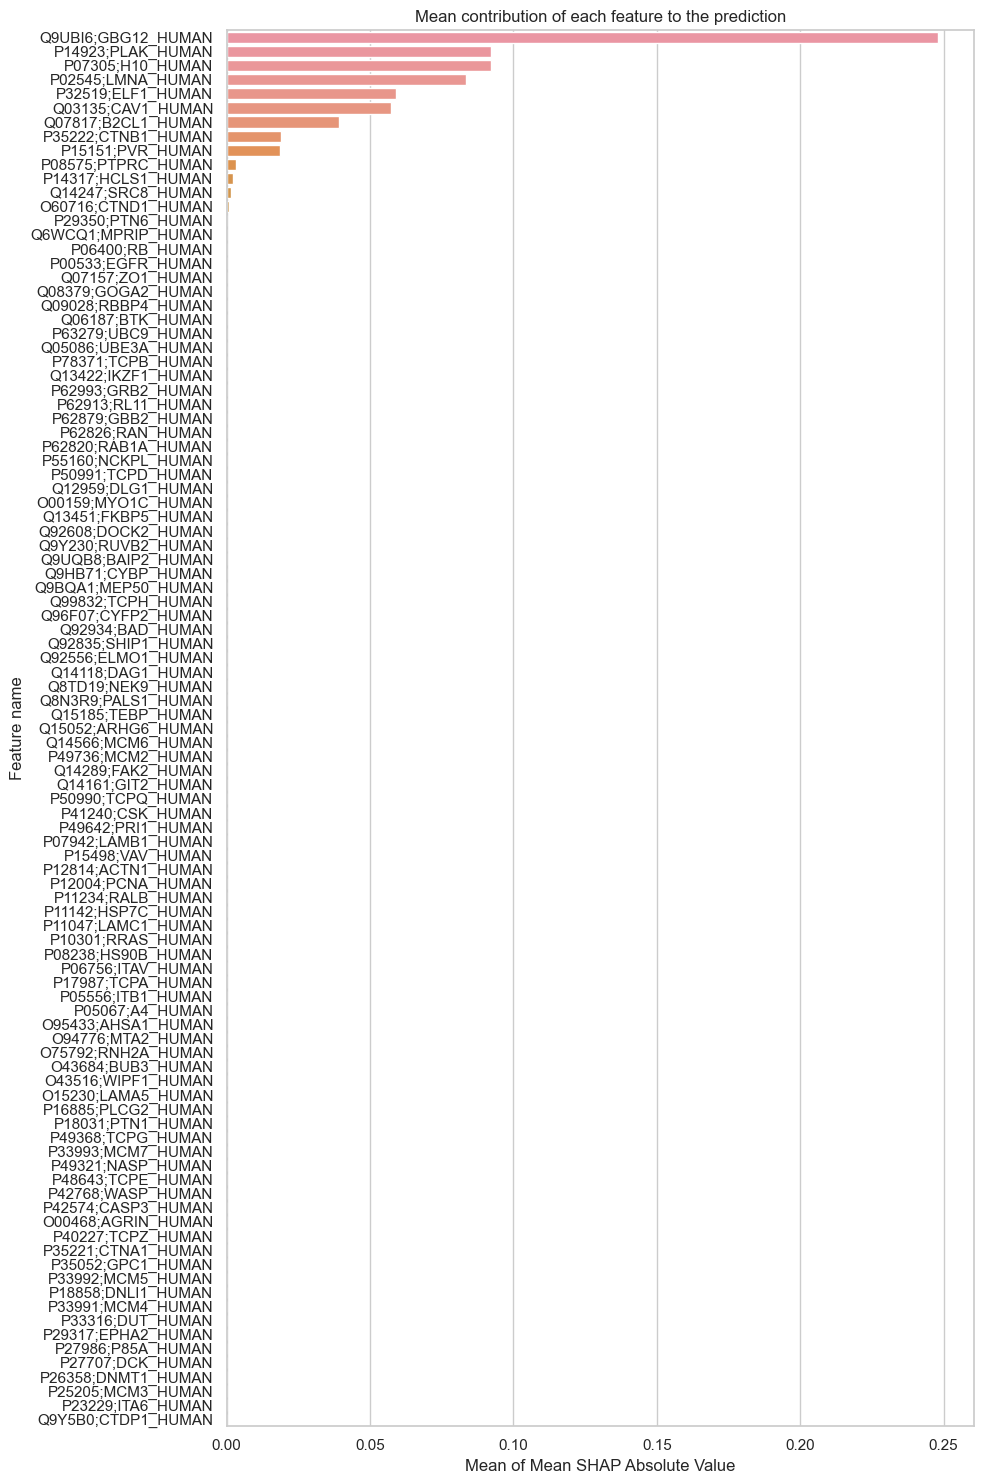 Mean contribution of each feature to the prediction
Q9UBI6;GBG12_HUMAN
P14923;PLAK_HUMAN
P07305;H10_HUMAN
P02545;LMNA_HUMAN
P32519;ELF1_HUMAN
Q03135;CAV1_HUMAN
Q07817;B2CL1_HUMAN
P35222;CTNB1_HUMAN
P15151;PVR_HUMAN
P08575;PTPRC_HUMAN
P14317;HCLS1_HUMAN
Q14247;SRC8_HUMAN
O60716;CTND1_HUMAN
P29350;PTN6_HUMAN
Q6WCQ1;MPRIP_HUMAN
P06400;RB_HUMAN
P00533;EGFR_HUMAN
Q07157;ZO1_HUMAN
Q08379;GOGA2_HUMAN
Q09028;RBBP4_HUMAN
Q06187;BTK_HUMAN
P63279;UBC9_HUMAN
Q05086;UBE3A_HUMAN
P78371;TCPB_HUMAN
Q13422;IKZF1_HUMAN
P62993;GRB2_HUMAN
P62913;RL11_HUMAN
P62879;GBB2_HUMAN
P62826;RAN_HUMAN
P62820;RAB1A_HUMAN
P55160;NCKPL_HUMAN
P50991;TCPD_HUMAN
Q12959;DLG1_HUMAN
O00159;MYO1C_HUMAN
Q13451;FKBP5_HUMAN
Q92608;DOCK2_HUMAN
Q9Y230;RUVB2_HUMAN
Q9UQB8;BAIP2_HUMAN
Q9HB71;CYBP_HUMAN
Q9BQA1;MEP50_HUMAN
Q99832;TCPH_HUMAN
Q96F07;CYFP2_HUMAN
Q92934;BAD_HUMAN
Q92835;SHIP1_HUMAN
Q92556;ELMO1_HUMAN
Q14118;DAG1_HUMAN
Q8TD19;NEK9_HUMAN
Q8N3R9;PALS1_HUMAN
Q15185;TEBP_HUMAN
Q15052;ARHG6_HUMAN
Q14566;MCM6_HUMAN
P49736;MCM2_HUMAN
Q14289;FAK2_HUMAN
Q14161;GIT2_HUMAN
P50990;TCPQ_HUMAN
P41240;CSK_HUMAN
P49642;PRI1_HUMAN
P07942;LAMB1_HUMAN
P15498;VAV_HUMAN
P12814;ACTN1_HUMAN
P12004;PCNA_HUMAN
P11234;RALB_HUMAN
P11142;HSP7C_HUMAN
P11047;LAMC1_HUMAN
P10301;RRAS_HUMAN
P08238;HS90B_HUMAN
P06756;ITAV_HUMAN
P17987;TCPA_HUMAN
P05556;ITB1_HUMAN
P05067;A4_HUMAN
O95433;AHSA1_HUMAN
O94776;MTA2_HUMAN
O75792;RNH2A_HUMAN
O43684;BUB3_HUMAN
O43516;WIPF1_HUMAN
O15230;LAMA5_HUMAN
P16885;PLCG2_HUMAN
P18031;PTN1_HUMAN
P49368;TCPG_HUMAN
P33993;MCM7_HUMAN
P49321;NASP_HUMAN
P48643;TCPE_HUMAN
P42768;WASP_HUMAN
P42574;CASP3_HUMAN
O00468;AGRIN_HUMAN
P40227;TCPZ_HUMAN
P35221;CTNA1_HUMAN
P35052;GPC1_HUMAN
P33992;MCM5_HUMAN
P18858;DNLI1_HUMAN
P33991;MCM4_HUMAN
P33316;DUT_HUMAN
P29317;EPHA2_HUMAN
P27986;P85A_HUMAN
P27707;DCK_HUMAN
P26358;DNMT1_HUMAN
P25205;MCM3_HUMAN
P23229;ITA6_HUMAN
Q9Y5B0;CTDP1_HUMAN
Feature name
0.00 0.05 0.10 0.15 0.20 0.25
Mean of Mean SHAP Absolute Value